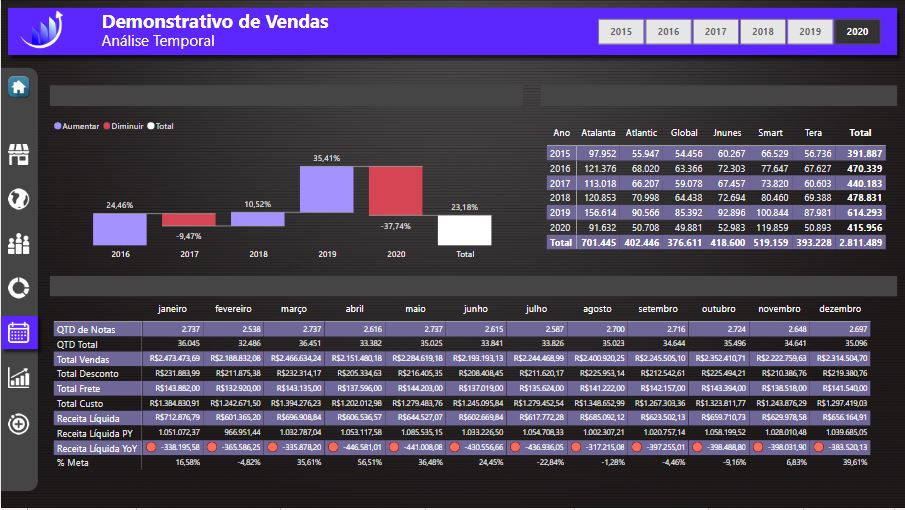 Demonstrativo de Vendas
Análise Temporal
2015 2016 2017 2018 2019 2020
Aumentar Diminuir Total
24,46% -9,47% 10,52% 35,41% -37,74% 23,18%
2016 2017 2018 2019 2020 Total
Ano Atalanta Atlantic Global Jnunes Smart Tera Total
2015 97.952 55.947 54.456 60.267 66.529 56.736 391.887
2016 121.376 68.020 63.366 72.303 77.647 67.627 470.339
2017 113.018 66.207 59.078 67.457 73.820 60.603 440.183
2018 120.853 70.998 64.438 72.694 80.460 69.388 478.831
2019 156.614 90.566 85.392 92.896 100.844 87.981 614.293
2020 91.632 50.708 49.881 52.983 119.859 50.893 415.956
Total 701.445 402.446 376.611 418.600 519.159 393.228 2.811.489
janeiro fevereiro março abril maio junho julho agosto setembro outubro novembro dezembro
QTD de Notas 2.737 2.538 2.737 2.616 2.737 2.615 2.587 2.700 2.716 2.724 2.648 2.697
QTD Total 36.045 32.486 36.451 33.382 35.025 33.841 33.826 35.023 34.644 35.496 34.641 35.096
Total Vendas R$2.473.473,69 R$2.188.832,08 R$2.466.634,24 R$2.151.480,18 R$2.284.619,18 R$2.193.193,13 R$2.244.468,99 R$2.400.920,25 R$2.245.505,10 R$2.352.410,71 R$2.222.759,63 R$2.314.504,70
Total Desconto R$231.883,99 R$211.875,38 R$232.314,17 R$205.334,63 R$216.405,35 R$208.408,45 R$211.620,17 R$225.953,14 R$212.542,61 R$225.494,21 R$210.386,76 R$219.380,76
Total Frete R$143.882,00 R$132.920,00 R$143.135,00 R$137.596,00 R$144.203,00 R$137.019,00 R$135.624,00 R$141.222,00 R$142.157,00 R$143.394,00 R$138.518,00 R$141.540,00
Total Custo R$1.384.830,91 R$1.242.671,50 R$1.394.276,23 R$1.202.012,98 R$1.279.483,76 R$1.245.095,84 R$1.279.452,54 R$1.348.652,99 R$1.267.303,36 R$1.323.811,77 R$1.243.876,29 R$1.297.419,03
Receita Líquida R$712.876,79 R$601.365,20 R$696.908,84 R$606.536,57 R$644.527,07 R$602.669,84 R$617.772,28 R$685.092,12 R$623.502,13 R$659.710,73 R$629.978,58 R$656.164,91
Receita Líquida PY 1.051.072,37 966.951,44 1.032.787,04 1.053.117,58 1.085.535,15 1.033.226,50 1.054.708,33 1.002.307,21 1.020.757,14 1.058.199,52 1.028.010,48 1.039.685,05
Receita Líquida YoY -338.195,58 -365.586,25 -335.878,20 -446.581,01 -441.008,08 -430.556,66 -436.936,05 -317.215,08 -397.255,01 -398.488,80 -398.031,90 -383.520,13
% Meta 16,58% -4,82% 35,61% 56,51% 36,48% 24,45% -22,84% -1,28% -4,46% -9,16% 6,83% 39,61%